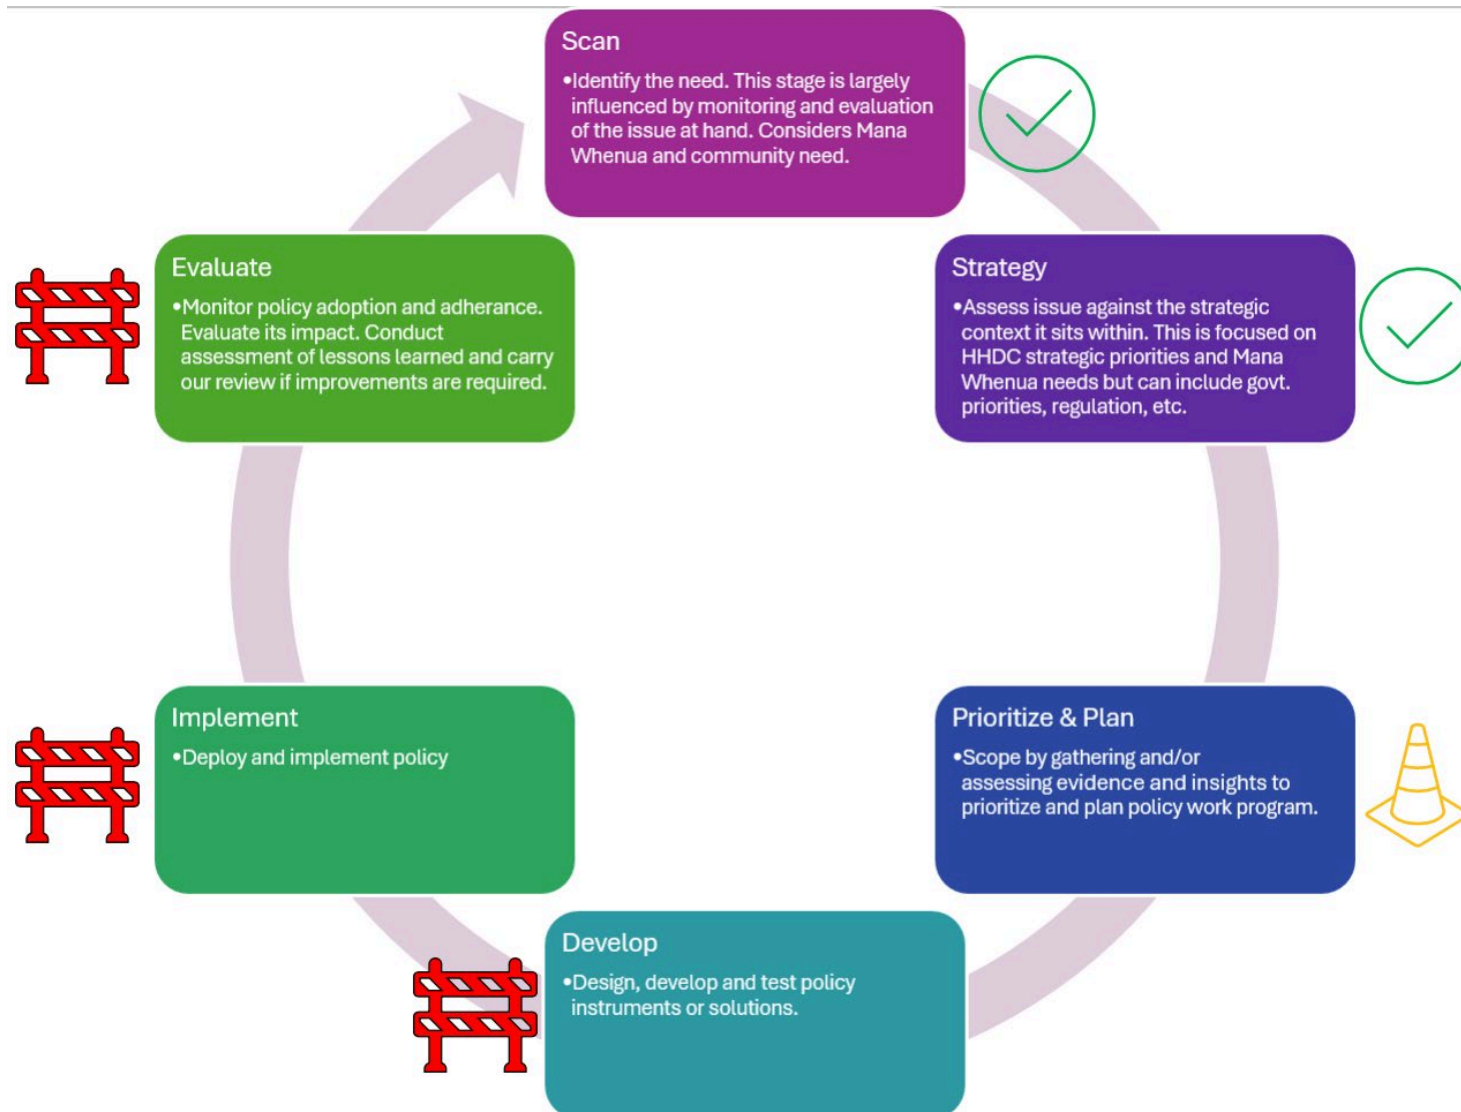 Scan
•Identify the need. This stage is largely
influenced by monitoring and evaluation
of the issue at hand. Considers Mana
Whenua and community need.
Strategy
•Assess issue against the strategic
context it sits within. This is focused on
HHDC strategic priorities and Mana
Whenua needs but can include govt.
priorities, regulation, etc.
Prioritize & Plan
•Scope by gathering and/or
assessing evidence and insights to
prioritize and plan policy work program.
Develop
•Design, develop and test policy
instruments or solutions.
Implement
•Deploy and implement policy
Evaluate
•Monitor policy adoption and adherance.
Evaluate its impact. Conduct
assessment of lessons learned and carry
our review if improvements are required.